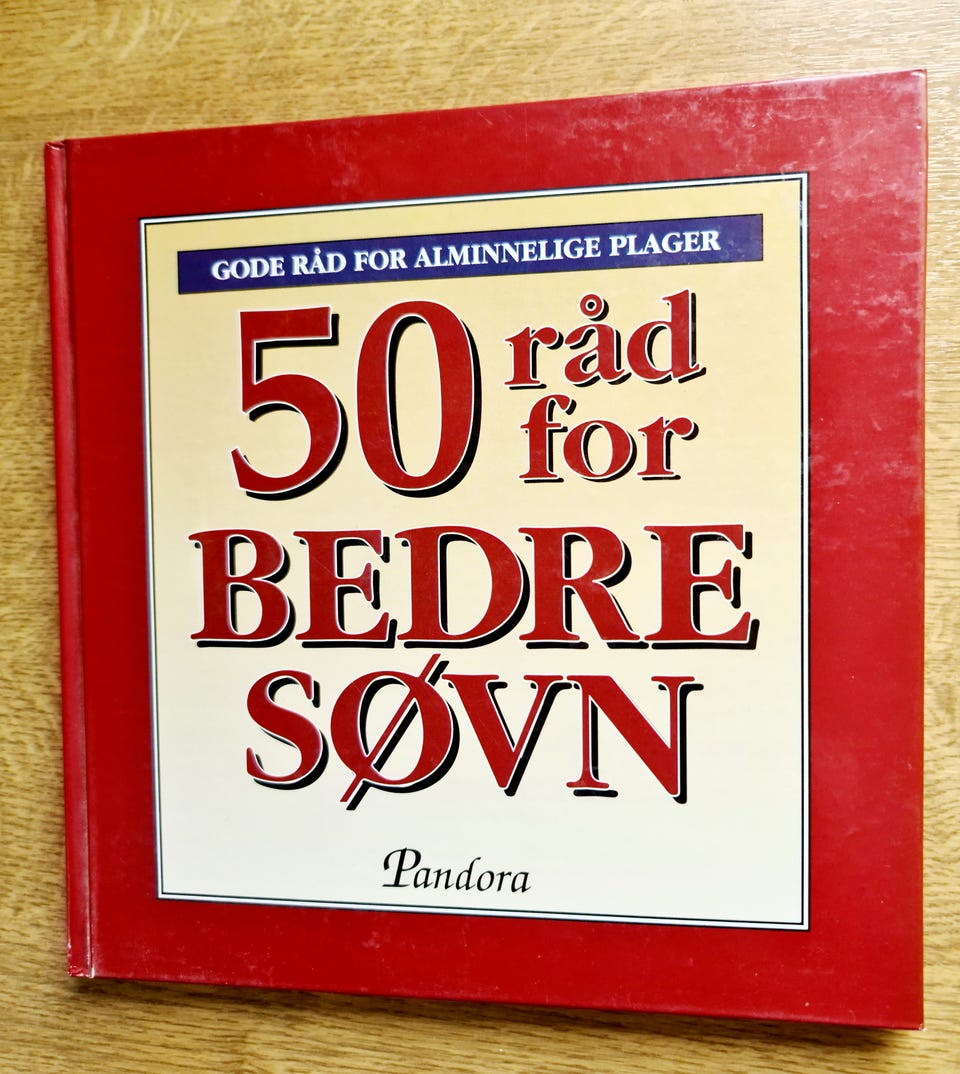 GODE RÅD FOR ALMINNELIGE PLAGER
50 råd
for
BEDRE
SØVN
Pandora